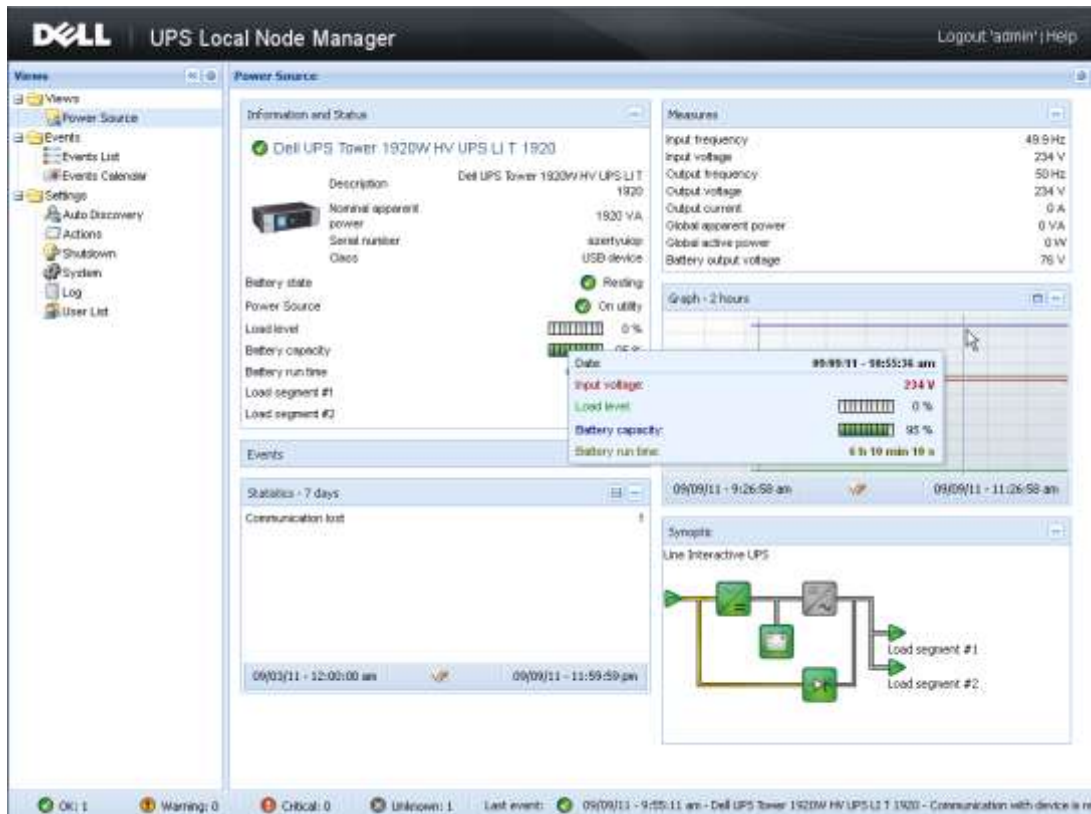 DELL UPS Local Node Manager Logout 'admin' | Help
Views
Views
Power Source
Events
Events List
Events Calendar
Settings
Auto Discovery
Actions
Shutdown
System
Log
User List
Power Source
Information and Status
Dell UPS Tower 1920W HV UPS LI T 1920
Description Dell UPS Tower 1920W HV UPS LI T
1920
Nominal apparent
power 1920 VA
Serial number azertyuiop
Class USB device
Battery state Resting
Power Source On utility
Load level 0 %
Battery capacity 95 %
Battery run time
Load segment #1
Load segment #2
Events
Statistics - 7 days
Communication lost 1
09/03/11 - 12:00:00 am 09/09/11 - 11:59:59 pm
Measures
Input frequency 49.9 Hz
Input voltage 234 V
Output frequency 50 Hz
Output voltage 234 V
Output current 0 A
Global apparent power 0 VA
Global active power 0 W
Battery output voltage 76 V
Graph - 2 hours
Date: 09/09/11 - 10:55:36 am
Input voltage: 234 V
Load level: 0 %
Battery capacity: 95 %
Battery run time: 6 h 10 min 10 s
09/09/11 - 9:26:58 am 09/09/11 - 11:26:58 am
Synoptic
Line Interactive UPS
Load segment #1
Load segment #2
OK: 1 Warning: 0 Critical: 0 Unknown: 1 Last event: 09/09/11 - 9:55:11 am - Dell UPS Tower 1920W HV UPS LI T 1920 - Communication with device is